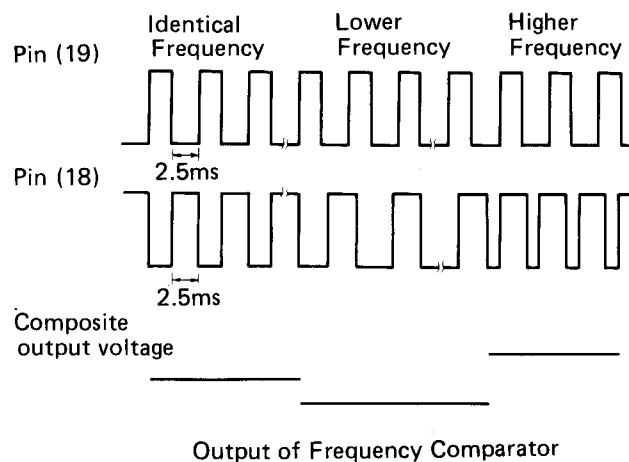 Identical Frequency
Lower Frequency
Higher Frequency
Pin (19)
2.5ms
Pin (18)
2.5ms
Composite
output voltage
Output of Frequency Comparator